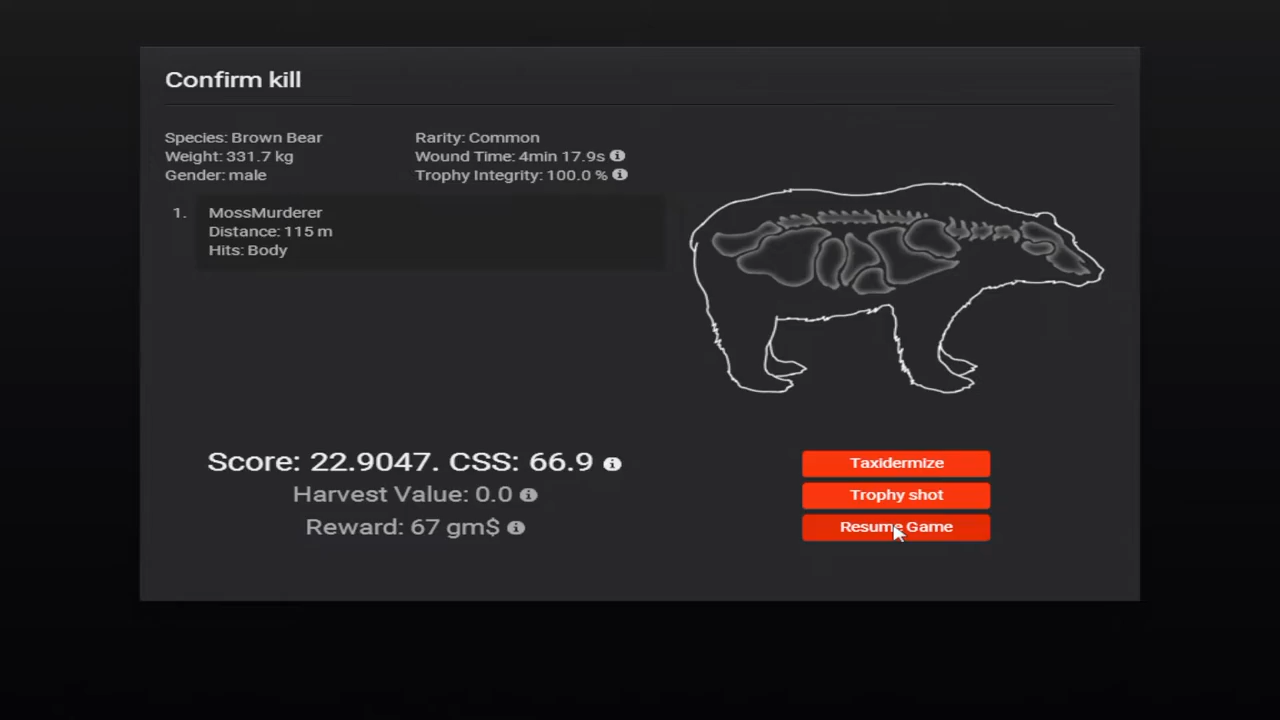 Confirm kill
Species: Brown Bear
Rarity: Common
Weight: 331.7 kg
Wound Time: 4min 17.9s
Gender: male
Trophy Integrity: 100.0 %
1. MossMurderer
Distance: 115 m
Hits: Body
Score: 22.9047. CSS: 66.9
Harvest Value: 0.0
Reward: 67 gm$
Taxidermize
Trophy shot
Resume Game